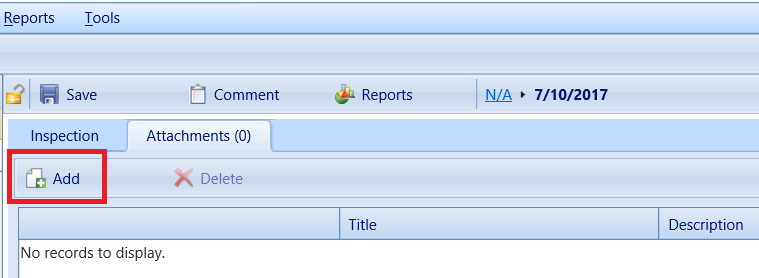 Reports Tools
Save Comment Reports N/A ‣ 7/10/2017
Inspection Attachments (0)
Add Delete
Title Description
No records to display.